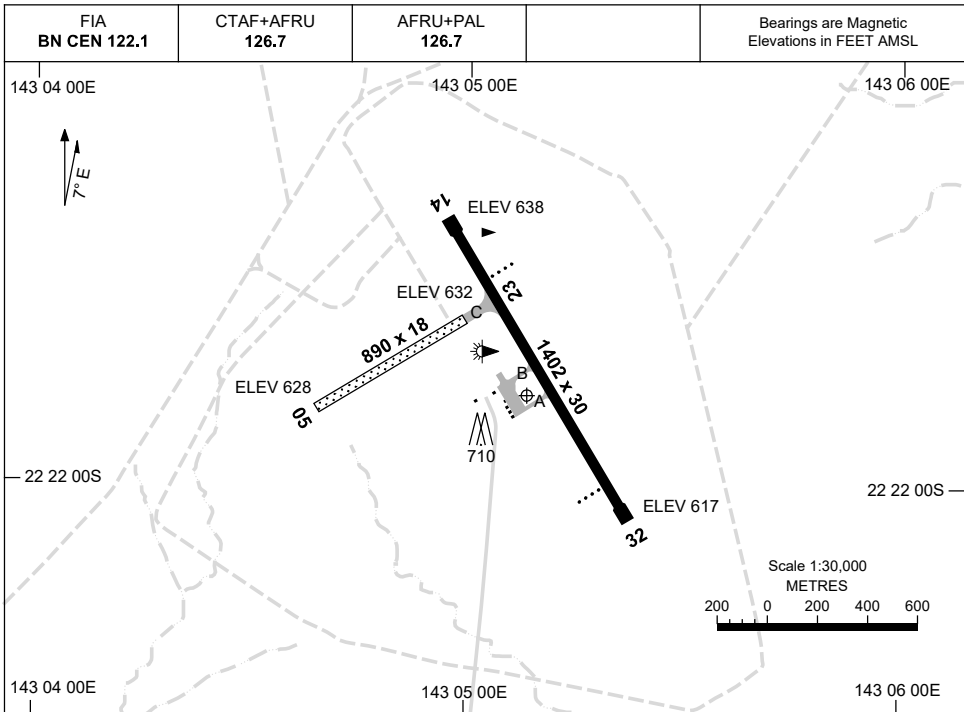 FIA
BN CEN 122.1
CTAF+AFRU
126.7
AFRU+PAL
126.7
Bearings are Magnetic
Elevations in FEET AMSL
143 04 00E
143 05 00E
143 06 00E
7° E
14
ELEV 638
23
ELEV 632
C
890 x 18
1402 x 30
ELEV 628
B
A
05
710
22 22 00S
22 22 00S
ELEV 617
32
Scale 1:30,000
METRES
200 0 200 400 600
143 04 00E
143 05 00E
143 06 00E